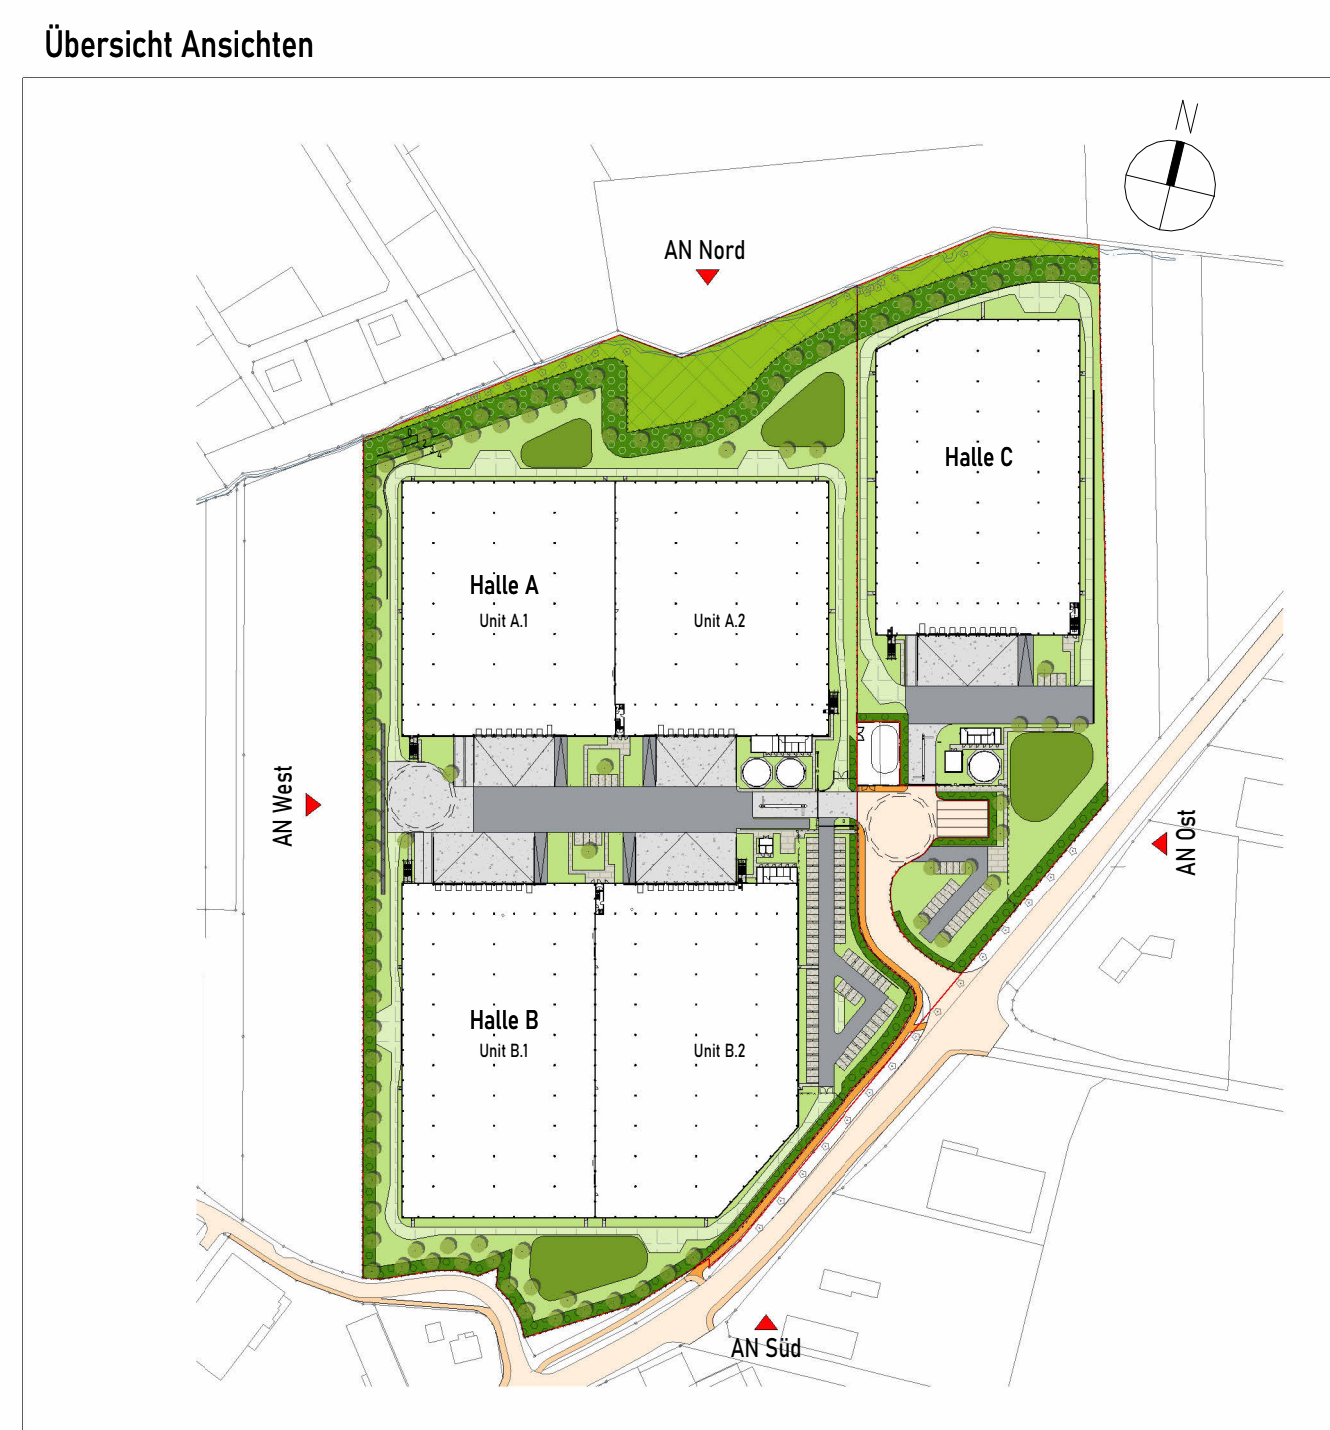 Übersicht Ansichten
N
AN Nord
Halle C
Halle A
Unit A.1
Unit A.2
AN West
AN Ost
Halle B
Unit B.1
Unit B.2
AN Süd